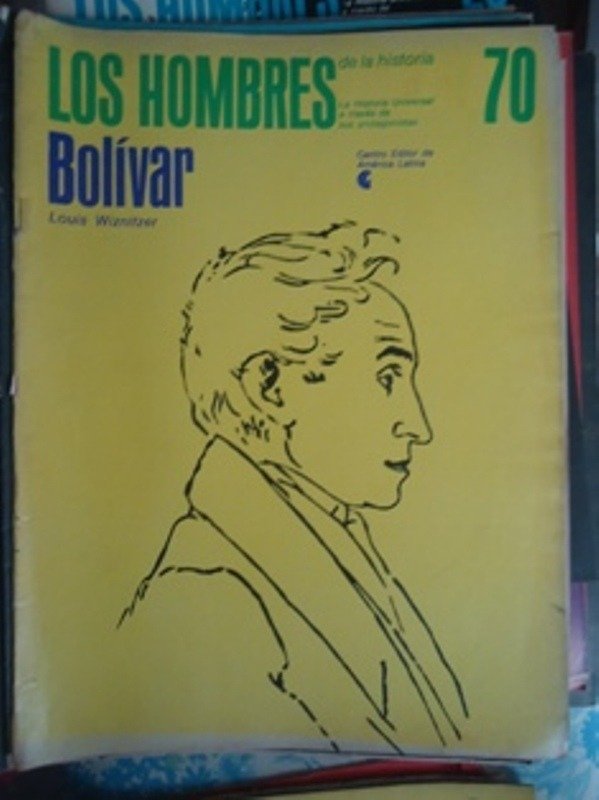 LOS HOMBRES
de la historia
70
La Historia Universal
a través de
sus protagonistas
Bolívar
Centro Editor de
América Latina
Louis Wiznitzer